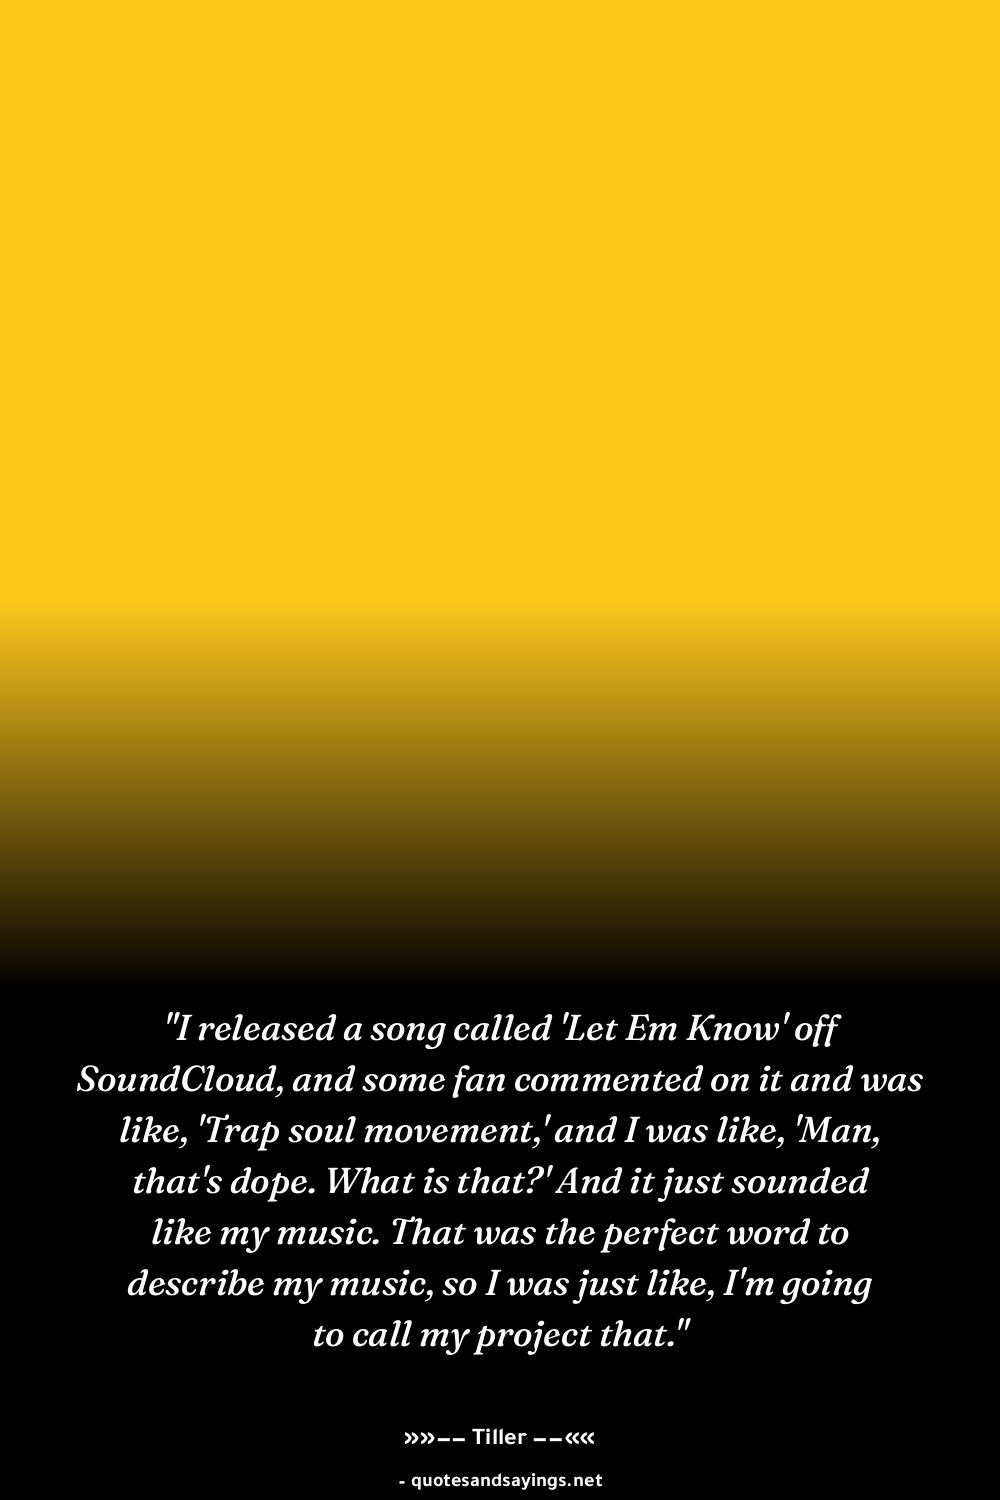 "I released a song called 'Let Em Know' off
SoundCloud, and some fan commented on it and was
like, 'Trap soul movement,' and I was like, 'Man,
that's dope. What is that?' And it just sounded
like my music. That was the perfect word to
describe my music, so I was just like, I'm going
to call my project that."
»»−− Tiller −−««
- quotesandsayings.net